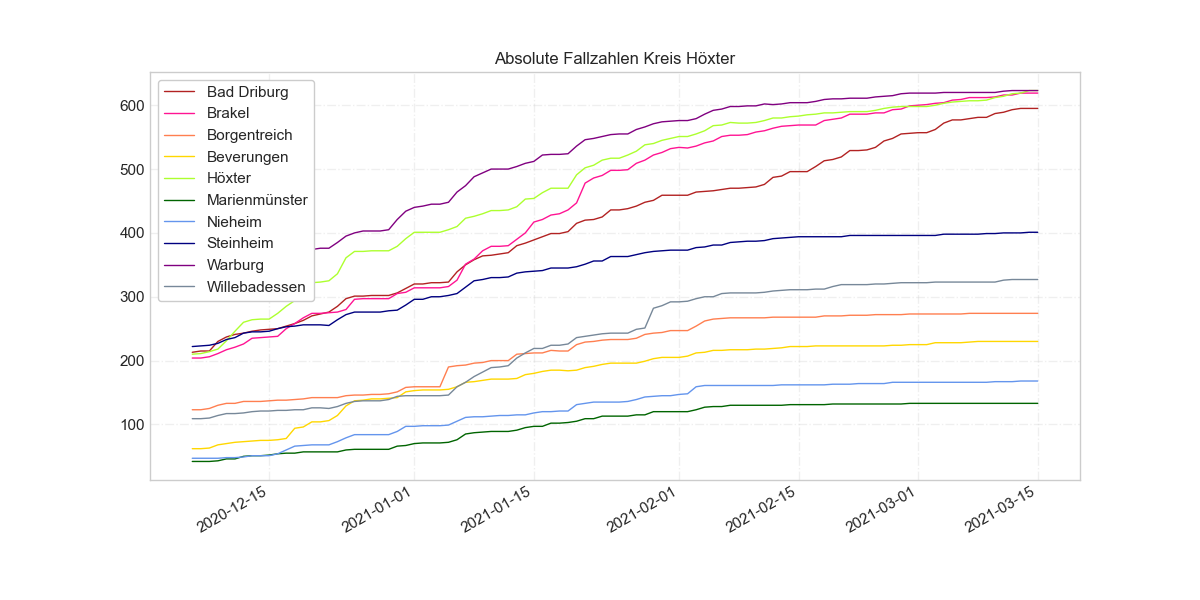 Absolute Fallzahlen Kreis Höxter
Bad Driburg
Brakel
Borgentreich
Beverungen
Höxter
Marienmünster
Nieheim
Steinheim
Warburg
Willebadessen
600
500
400
300
200
100
2020-12-15
2021-01-01
2021-01-15
2021-02-01
2021-02-15
2021-03-01
2021-03-15